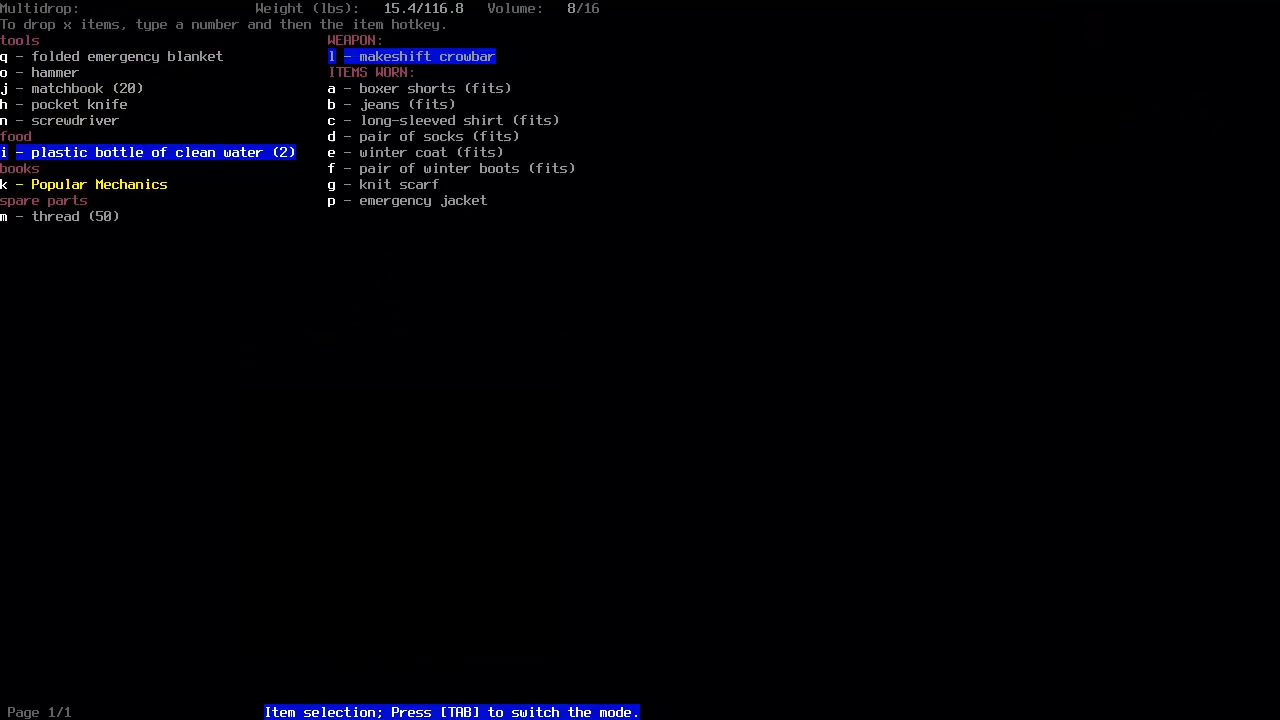 Multidrop: Weight (lbs): 15.4/116.8 Volume: 8/16
To drop x items, type a number and then the item hotkey.
tools
q - folded emergency blanket
o - hammer
j - matchbook (20)
h - pocket knife
n - screwdriver
food
i - plastic bottle of clean water (2)
books
k - Popular Mechanics
spare parts
m - thread (50)
WEAPON:
l - makeshift crowbar
ITEMS WORN:
a - boxer shorts (fits)
b - jeans (fits)
c - long-sleeved shirt (fits)
d - pair of socks (fits)
e - winter coat (fits)
f - pair of winter boots (fits)
g - knit scarf
p - emergency jacket
Page 1/1 Item selection; Press [TAB] to switch the mode.